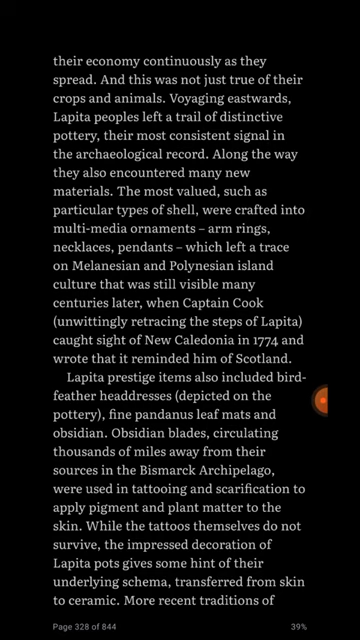 their economy continuously as they
spread. And this was not just true of their
crops and animals. Voyaging eastwards,
Lapita peoples left a trail of distinctive
pottery, their most consistent signal in
the archaeological record. Along the way
they also encountered many new
materials. The most valued, such as
particular types of shell, were crafted into
multi-media ornaments – arm rings,
necklaces, pendants – which left a trace
on Melanesian and Polynesian island
culture that was still visible many
centuries later, when Captain Cook
(unwittingly retracing the steps of Lapita)
caught sight of New Caledonia in 1774 and
wrote that it reminded him of Scotland.
Lapita prestige items also included bird-
feather headdresses (depicted on the
pottery), fine pandanus leaf mats and
obsidian. Obsidian blades, circulating
thousands of miles away from their
sources in the Bismarck Archipelago,
were used in tattooing and scarification to
apply pigment and plant matter to the
skin. While the tattoos themselves do not
survive, the impressed decoration of
Lapita pots gives some hint of their
underlying schema, transferred from skin
to ceramic. More recent traditions of
Page 328 of 844 39%